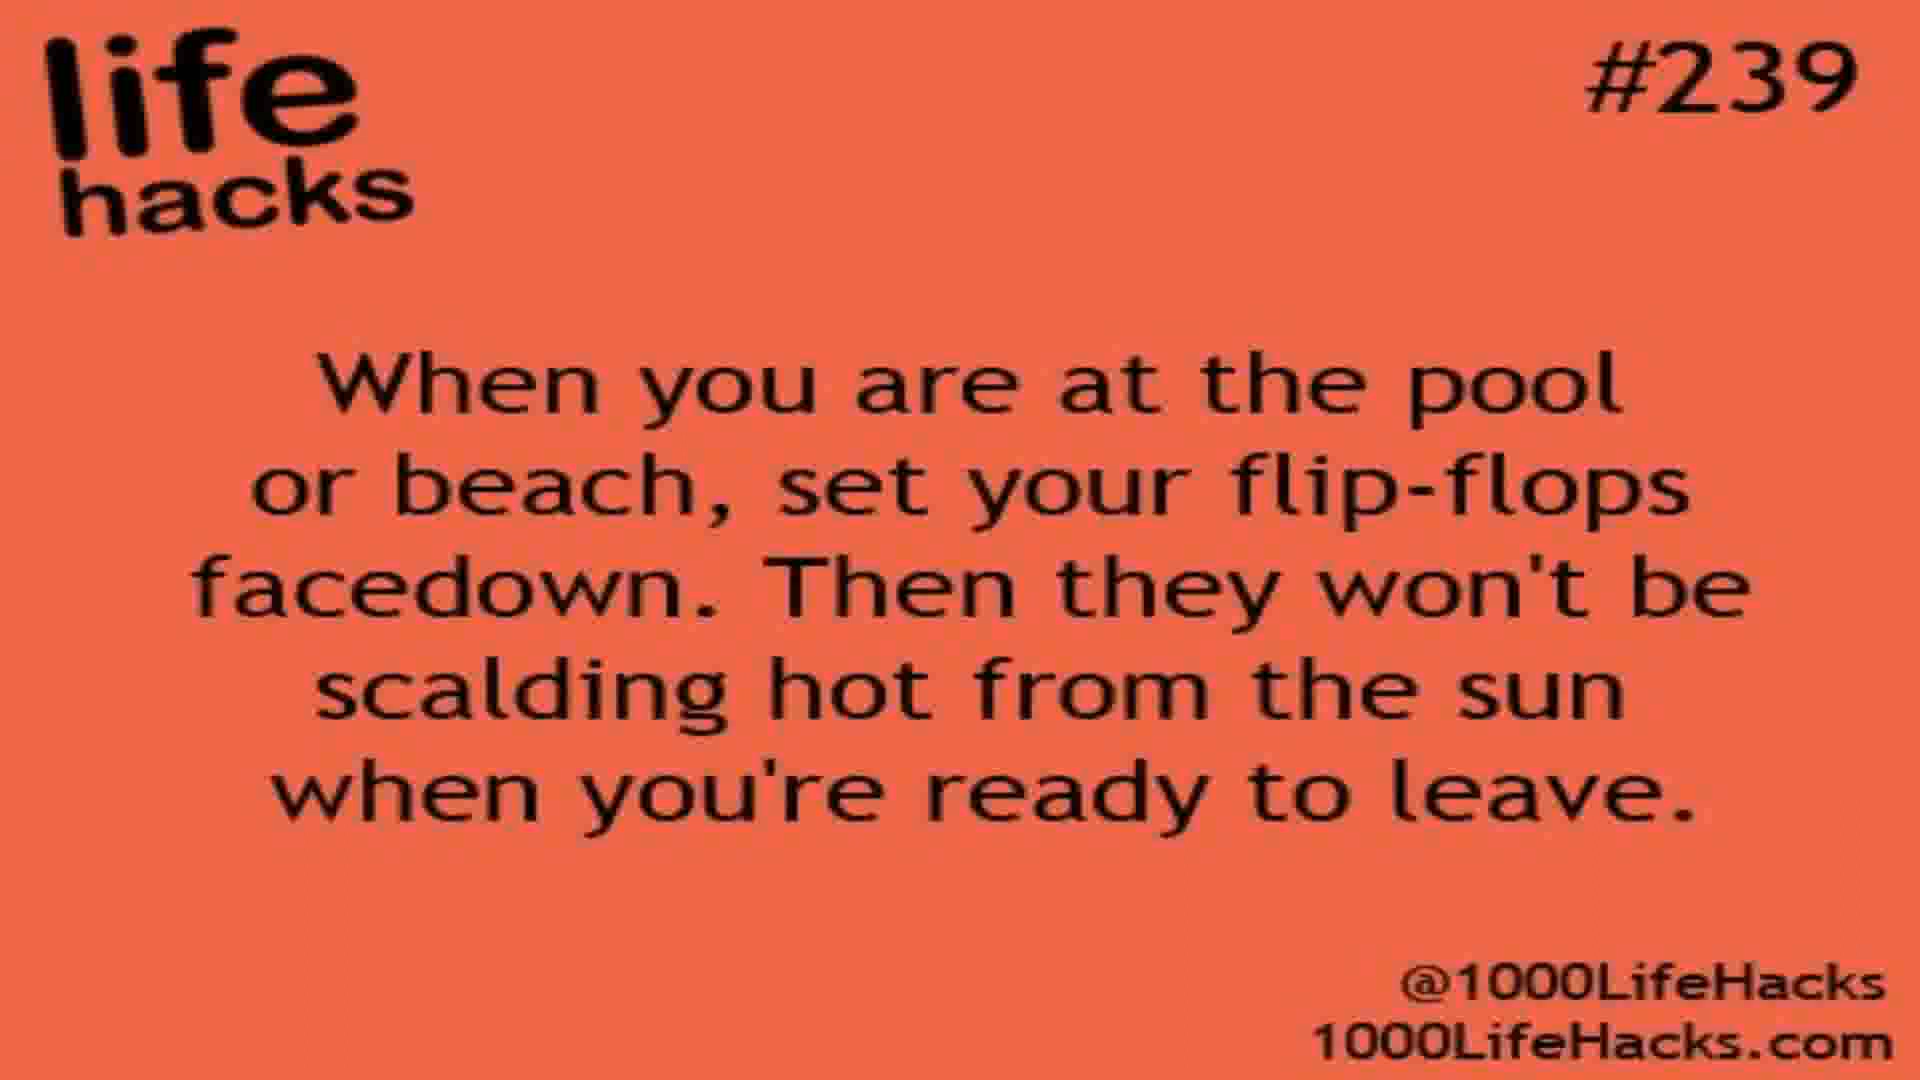 life
hacks
#239
When you are at the pool
or beach, set your flip-flops
facedown. Then they won't be
scalding hot from the sun
when you're ready to leave.
@1000LifeHacks
1000LifeHacks.com